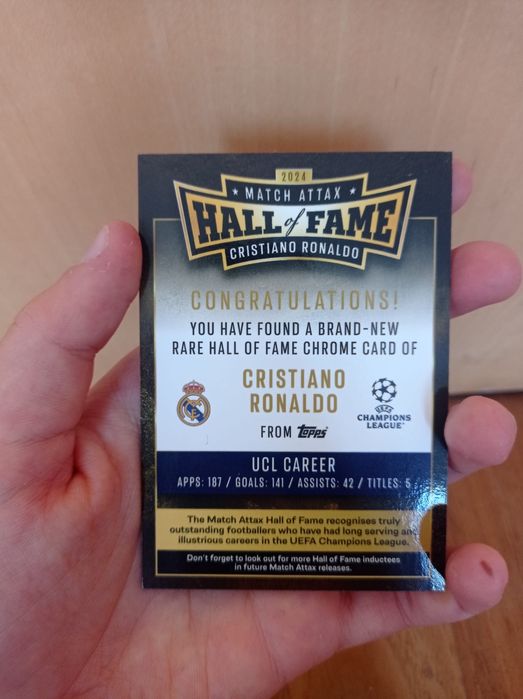 2024
MATCH ATTAX
HALL of FAME
CRISTIANO RONALDO
CONGRATULATIONS!
YOU HAVE FOUND A BRAND-NEW
RARE HALL OF FAME CHROME CARD OF
CRISTIANO
RONALDO
UEFA
CHAMPIONS
LEAGUE
FROM Topps
UCL CAREER
APPS: 187 / GOALS: 141 / ASSISTS: 42 / TITLES: 5
The Match Attax Hall of Fame recognises truly
outstanding footballers who have had long serving and
illustrious careers in the UEFA Champions League.
Don't forget to look out for more Hall of Fame inductees
in future Match Attax releases.